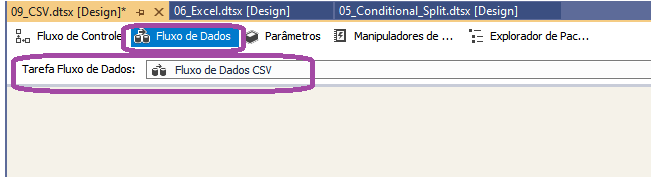 09_CSV.dtsx [Design]* 06_Excel.dtsx [Design] 05_Conditional_Split.dtsx [Design]
Fluxo de Controle Fluxo de Dados Parâmetros Manipuladores de ... Explorador de Pac...
Tarefa Fluxo de Dados: Fluxo de Dados CSV